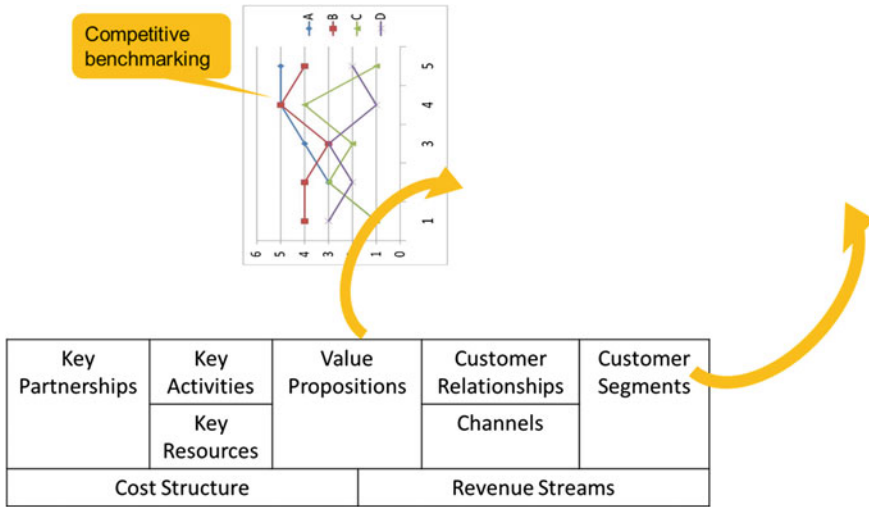 Competitive
benchmarking
A
B
C
D
6
5
4
3
1
0
1
3
4
5
Key
Partnerships
Key
Activities
Key
Resources
Value
Propositions
Customer
Relationships
Channels
Customer
Segments
Cost Structure
Revenue Streams